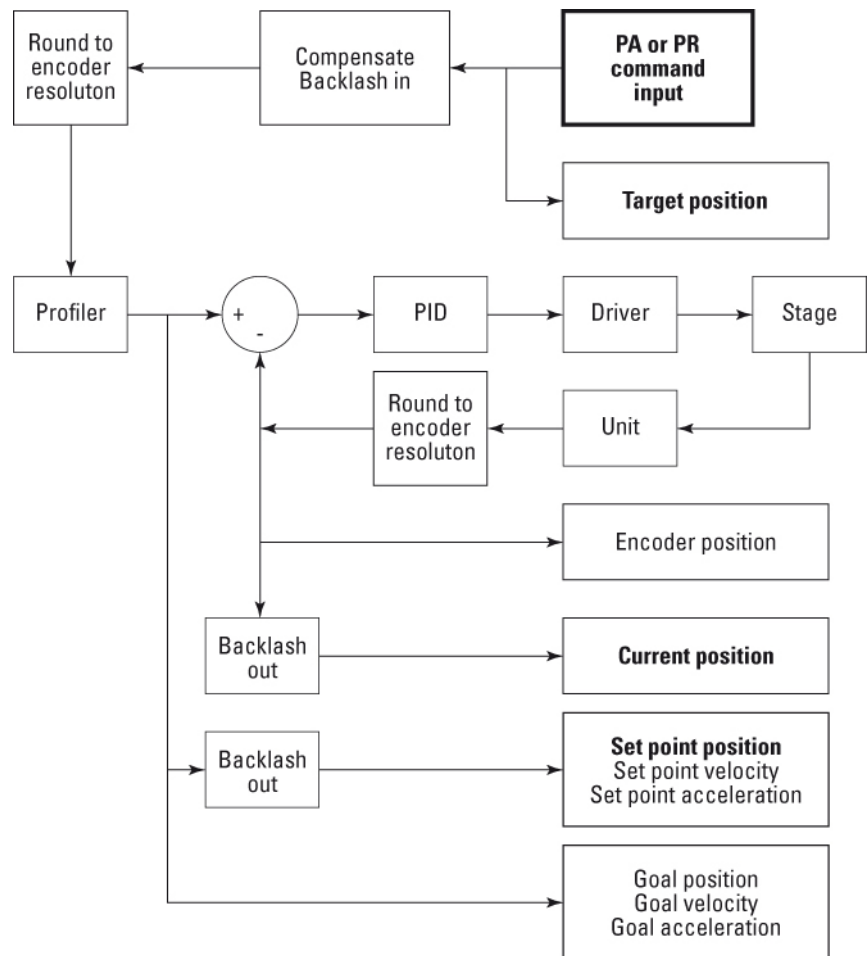 Round to
encoder
resoluton
Compensate
Backlash in
PA or PR
command
input
Target position
Profiler
+
-
PID
Driver
Stage
Round to
encoder
resoluton
Unit
Encoder position
Backlash
out
Current position
Backlash
out
Set point position
Set point velocity
Set point acceleration
Goal position
Goal velocity
Goal acceleration